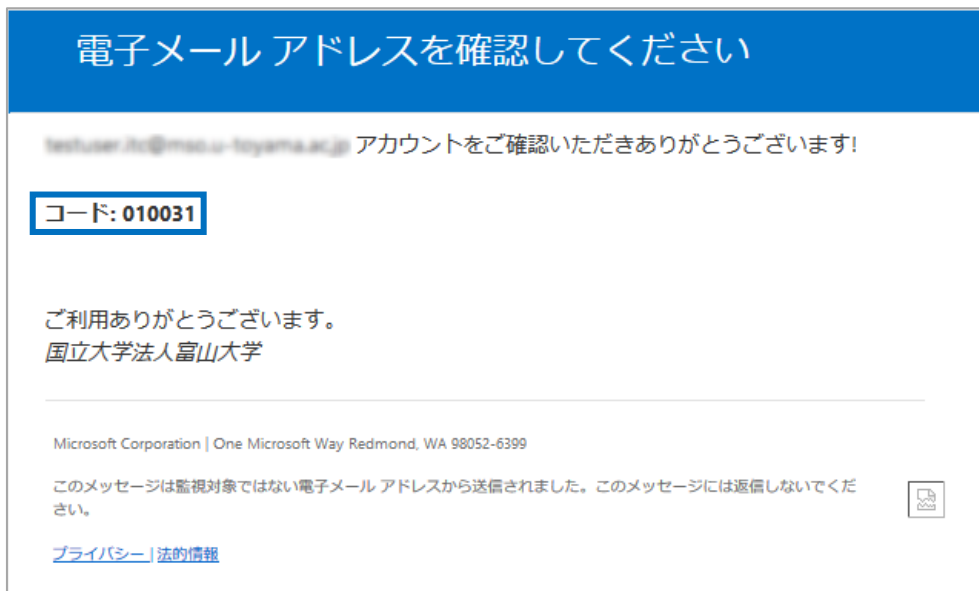 電子メール アドレスを確認してください
アカウントをご確認いただきありがとうございます!
コード: 010031
ご利用ありがとうございます。
国立大学法人富山大学
Microsoft Corporation | One Microsoft Way Redmond, WA 98052-6399
このメッセージは監視対象ではない電子メール アドレスから送信されました。このメッセージには返信しないでくだ
さい。
プライバシー | 法的情報